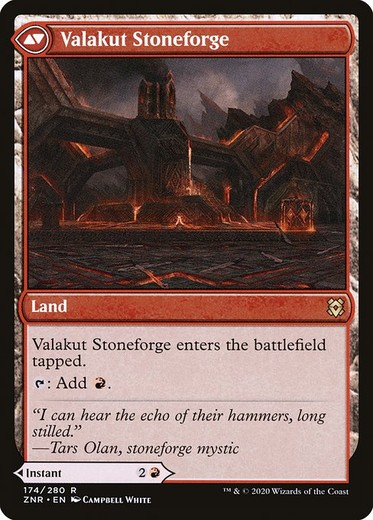 Valakut Stoneforge
Land
Valakut Stoneforge enters the battlefield
tapped.
: Add .
“I can hear the echo of their hammers, long
stilled.”
—Tars Olan, stoneforge mystic
Instant 2
174/280 R
ZNR • EN Campbell White
™ & © 2020 Wizards of the Coast